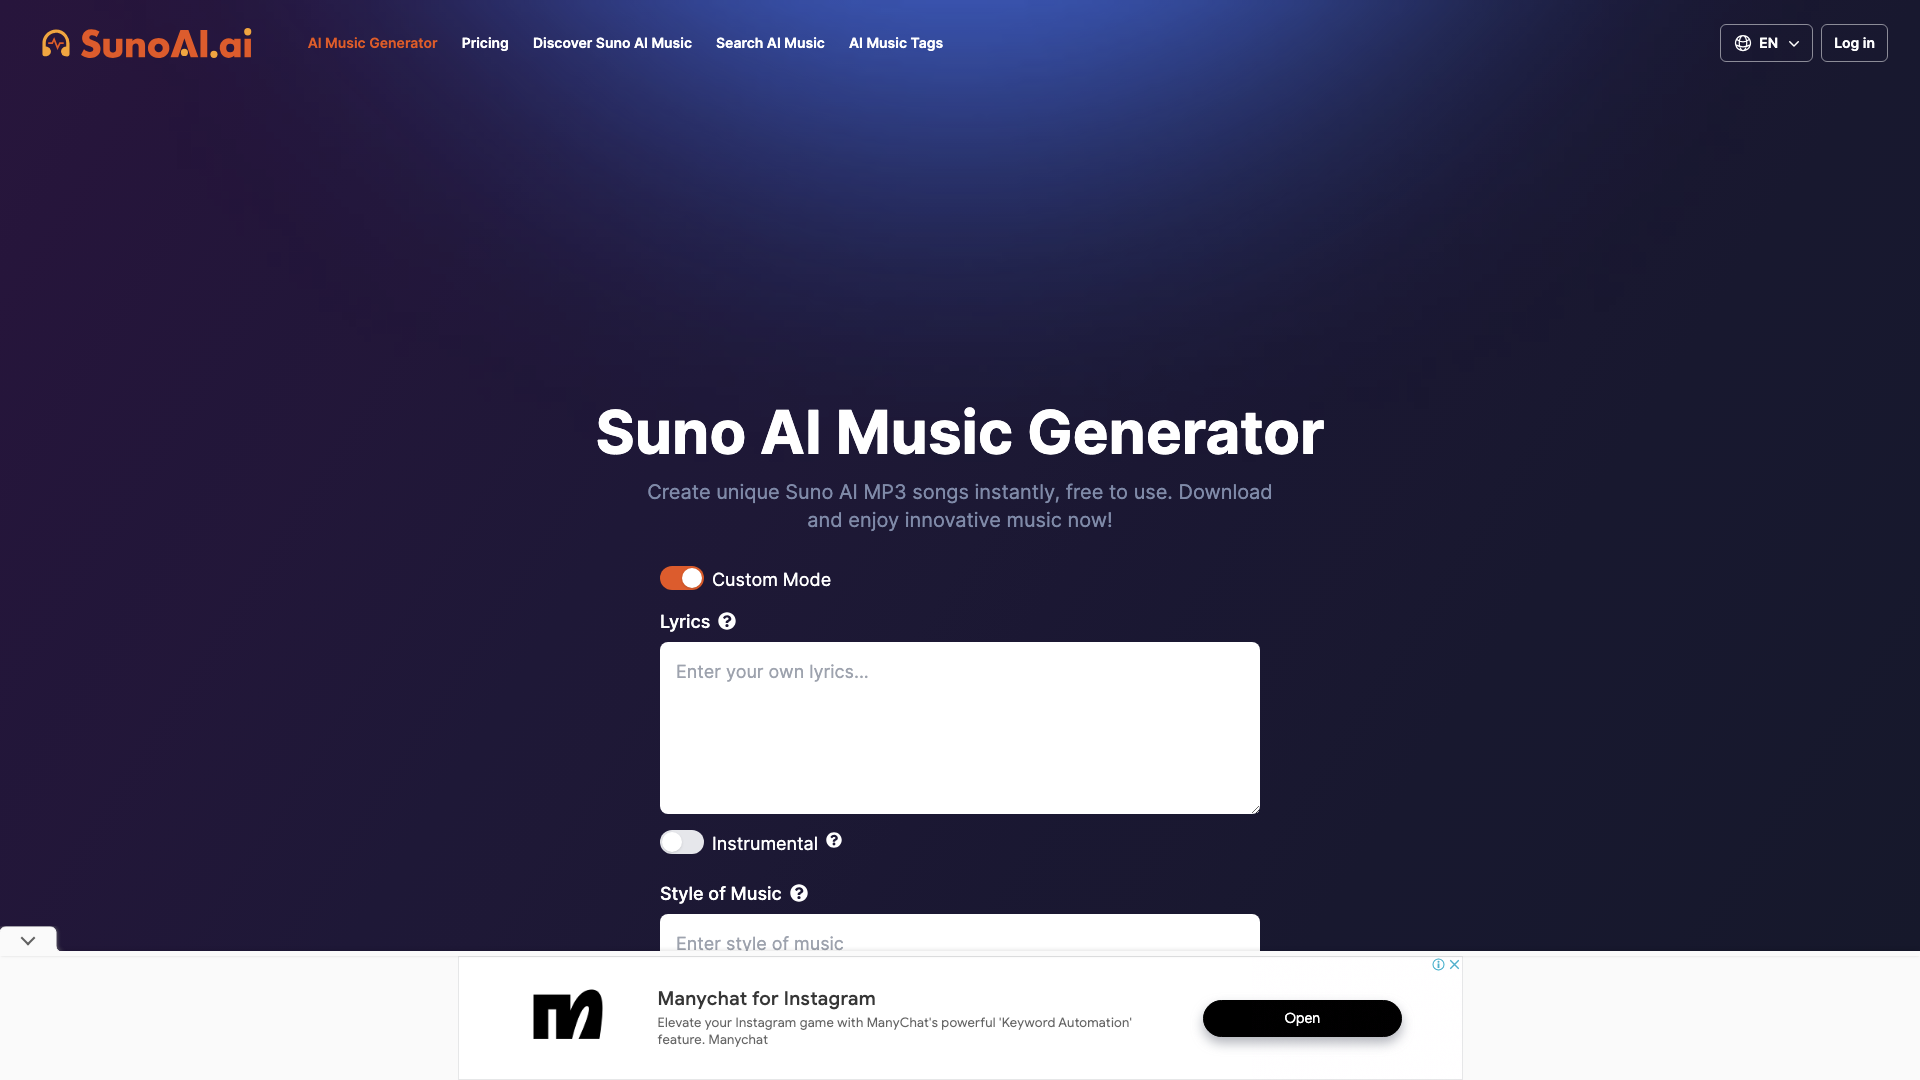 SunoAI.ai
AI Music Generator
Pricing
Discover Suno AI Music
Search AI Music
AI Music Tags
EN
Log in
Suno AI Music Generator
Create unique Suno AI MP3 songs instantly, free to use. Download
and enjoy innovative music now!
Custom Mode
Lyrics
Enter your own lyrics...
Instrumental
Style of Music
Enter style of music
Manychat for Instagram
Elevate your Instagram game with ManyChat's powerful 'Keyword Automation'
feature. Manychat
Open